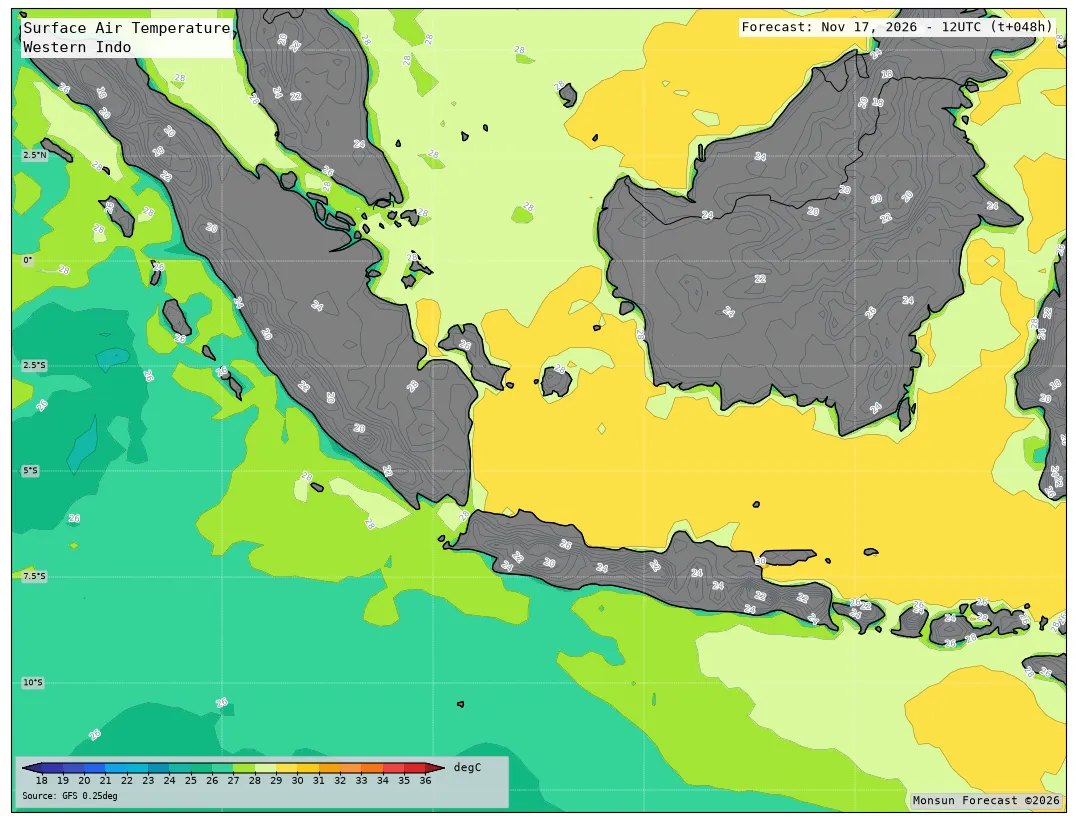 Surface Air Temperature
Western Indo
Forecast: Nov 17, 2026 - 12UTC (t+048h)
2.5°N
0°
2.5°S
5°S
7.5°S
10°S
18 19 20 21 22 23 24 25 26 27 28 29 30 31 32 33 34 35 36 degC
Source: GFS 0.25deg
Monsun Forecast ©2026